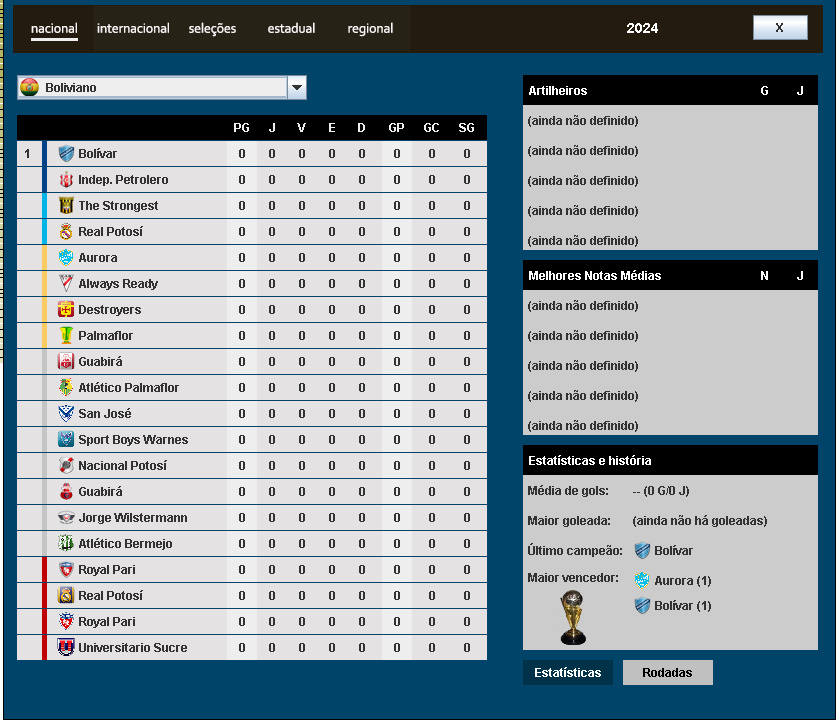 nacional internacional seleções estadual regional 2024 X
Boliviano
PG J V E D GP GC SG
1 Bolívar 0 0 0 0 0 0 0 0
Indep. Petrolero 0 0 0 0 0 0 0 0
The Strongest 0 0 0 0 0 0 0 0
Real Potosí 0 0 0 0 0 0 0 0
Aurora 0 0 0 0 0 0 0 0
Always Ready 0 0 0 0 0 0 0 0
Destroyers 0 0 0 0 0 0 0 0
Palmaflor 0 0 0 0 0 0 0 0
Guabirá 0 0 0 0 0 0 0 0
Atlético Palmaflor 0 0 0 0 0 0 0 0
San José 0 0 0 0 0 0 0 0
Sport Boys Warnes 0 0 0 0 0 0 0 0
Nacional Potosí 0 0 0 0 0 0 0 0
Guabirá 0 0 0 0 0 0 0 0
Jorge Wilstermann 0 0 0 0 0 0 0 0
Atlético Bermejo 0 0 0 0 0 0 0 0
Royal Pari 0 0 0 0 0 0 0 0
Real Potosí 0 0 0 0 0 0 0 0
Royal Pari 0 0 0 0 0 0 0 0
Universitario Sucre 0 0 0 0 0 0 0 0
Artilheiros G J
(ainda não definido)
(ainda não definido)
(ainda não definido)
(ainda não definido)
(ainda não definido)
Melhores Notas Médias N J
(ainda não definido)
(ainda não definido)
(ainda não definido)
(ainda não definido)
(ainda não definido)
Estatísticas e história
Média de gols: -- (0 G/0 J)
Maior goleada: (ainda não há goleadas)
Último campeão: Bolívar
Maior vencedor: Aurora (1)
Bolívar (1)
Estatísticas Rodadas